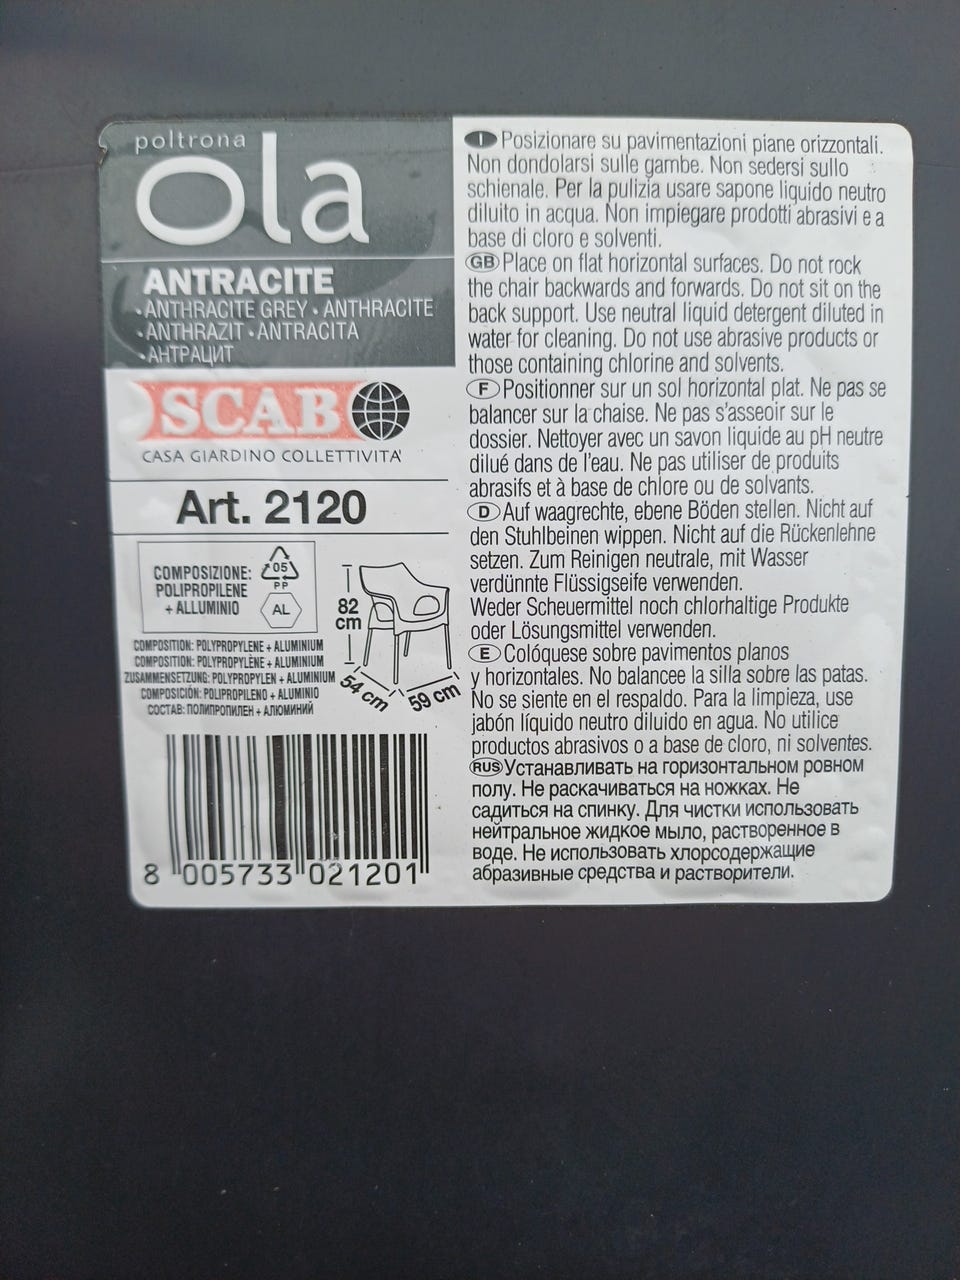 poltrona
Ola
ANTRACITE
• ANTHRACITE GREY • ANTHRACITE
• ANTHRAZIT • ANTRACITA
• АНТРАЦИТ
SCAB
CASA GIARDINO COLLETTIVITA'
Art. 2120
COMPOSIZIONE:
POLIPROPILENE
+ ALLUMINIO
05
PP
AL
82
cm
54 cm
59 cm
COMPOSITION: POLYPROPYLENE + ALUMINIUM
COMPOSITION: POLYPROPYLÈNE + ALUMINIUM
ZUSAMMENSETZUNG: POLYPROPYLEN + ALUMINIUM
COMPOSICIÓN: POLIPROPILENO + ALUMINIO
СОСТАВ: ПОЛИПРОПИЛЕН + АЛЮМИНИЙ
8 005733 021201
I Posizionare su pavimentazioni piane orizzontali.
Non dondolarsi sulle gambe. Non sedersi sullo
schienale. Per la pulizia usare sapone liquido neutro
diluito in acqua. Non impiegare prodotti abrasivi e a
base di cloro e solventi.
GB Place on flat horizontal surfaces. Do not rock
the chair backwards and forwards. Do not sit on the
back support. Use neutral liquid detergent diluted in
water for cleaning. Do not use abrasive products or
those containing chlorine and solvents.
F Positionner sur un sol horizontal plat. Ne pas se
balancer sur la chaise. Ne pas s'asseoir sur le
dossier. Nettoyer avec un savon liquide au pH neutre
dilué dans de l'eau. Ne pas utiliser de produits
abrasifs et à base de chlore ou de solvants.
D Auf waagrechte, ebene Böden stellen. Nicht auf
den Stuhlbeinen wippen. Nicht auf die Rückenlehne
setzen. Zum Reinigen neutrale, mit Wasser
verdünnte Flüssigseife verwenden.
Weder Scheuermittel noch chlorhaltige Produkte
oder Lösungsmittel verwenden.
E Colóquese sobre pavimentos planos
y horizontales. No balancee la silla sobre las patas.
No se siente en el respaldo. Para la limpieza, use
jabón líquido neutro diluido en agua. No utilice
productos abrasivos o a base de cloro, ni solventes.
RUS Устанавливать на горизонтальном ровном
полу. Не раскачиваться на ножках. Не
садиться на спинку. Для чистки использовать
нейтральное жидкое мыло, растворенное в
воде. Не использовать хлорсодержащие
абразивные средства и растворители.